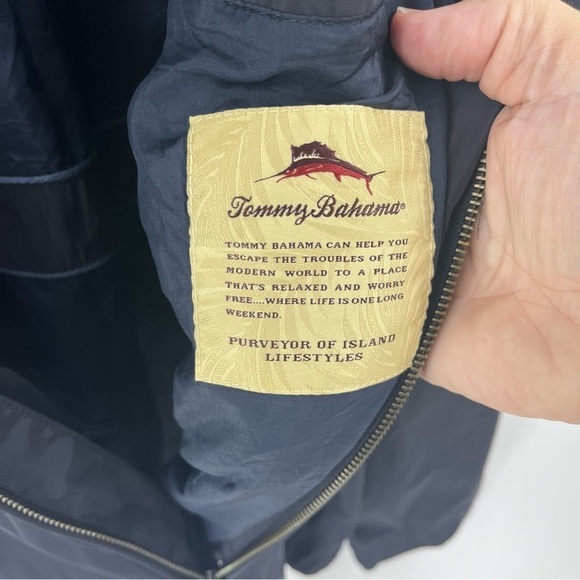 Tommy Bahama®
TOMMY BAHAMA CAN HELP YOU
ESCAPE THE TROUBLES OF THE
MODERN WORLD TO A PLACE
THAT'S RELAXED AND WORRY
FREE....WHERE LIFE IS ONE LONG
WEEKEND.
PURVEYOR OF ISLAND
LIFESTYLES